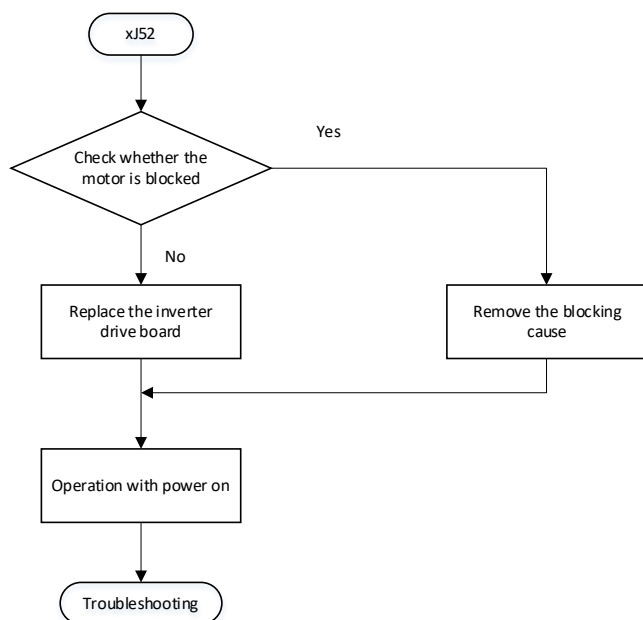 xJ52
Yes
Check whether the
motor is blocked
No
Replace the inverter
drive board
Remove the blocking
cause
Operation with power on
Troubleshooting